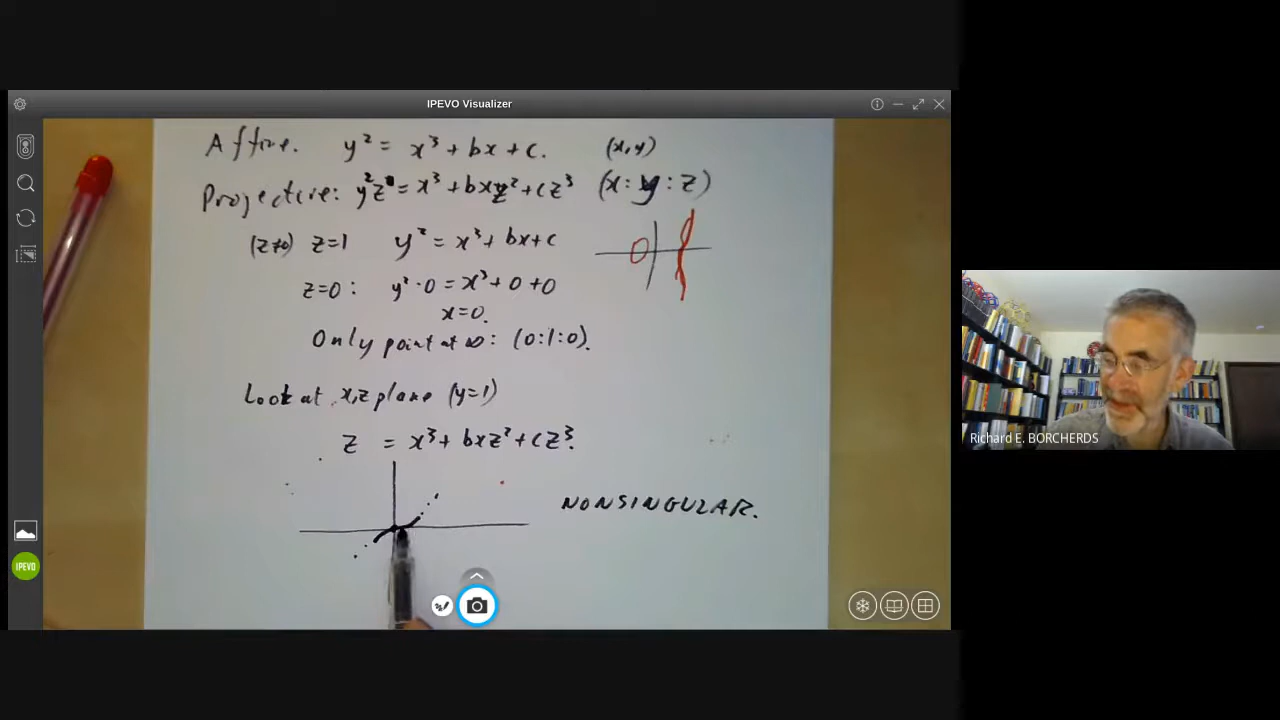 IPEVO Visualizer
Affine. y² = x³ + bx + c. (x,y)
Projective: y²z = x³ + bxz² + cz³ (x:y:z)
(z≠0) z=1 y² = x³ + bx + c
z=0: y²·0 = x³ + 0 + 0
x=0.
Only point at ∞: (0:1:0).
Look at x,z plane (y=1)
z = x³ + bxz² + cz³.
NONSINGULAR.
Richard E. BORCHERDS
IPEVO